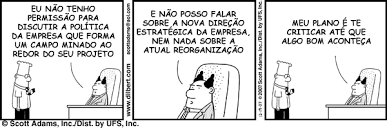 EU NÃO TENHO
PERMISSÃO PARA
DISCUTIR A POLÍTICA
DA EMPRESA QUE FORMA
UM CAMPO MINADO AO
REDOR DO SEU PROJETO
www.dilbert.com
scottadams@aol.com
E NÃO POSSO FALAR
SOBRE A NOVA DIREÇÃO
ESTRATÉGICA DA EMPRESA,
NEM NADA SOBRE A
ATUAL REORGANIZAÇÃO
MEU PLANO É TE
CRITICAR ATÉ QUE
ALGO BOM ACONTEÇA
©2007 Scott Adams, Inc./Dist. by UFS, Inc.
© Scott Adams, Inc./Dist. by UFS, Inc.